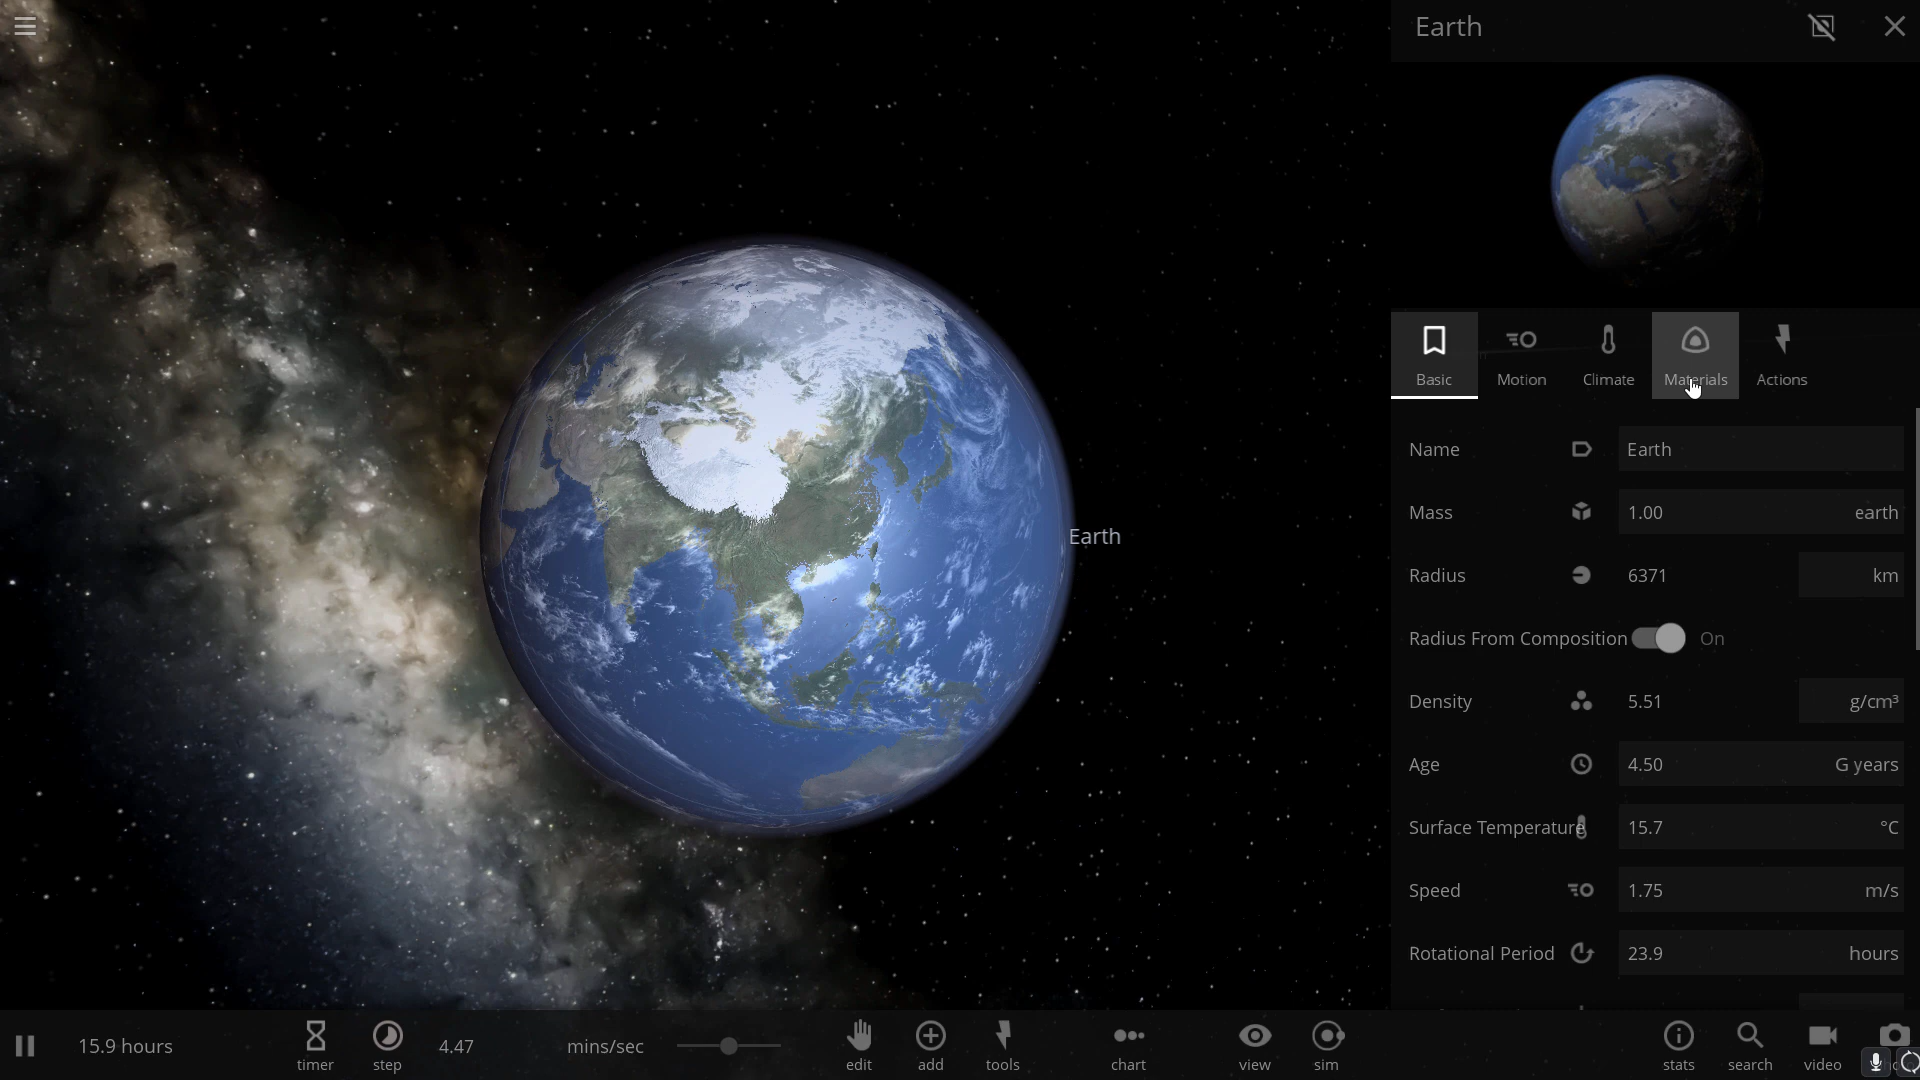 Earth
Basic
Motion
Climate
Materials
Actions
Name Earth
Mass 1.00 earth
Radius 6371 km
Earth
Radius From Composition On
Density 5.51 g/cm³
Age 4.50 G years
Surface Temperature 15.7 °C
Speed 1.75 m/s
Rotational Period 23.9 hours
15.9 hours
timer
step
4.47 mins/sec
edit
add
tools
chart
view
sim
stats
search
video